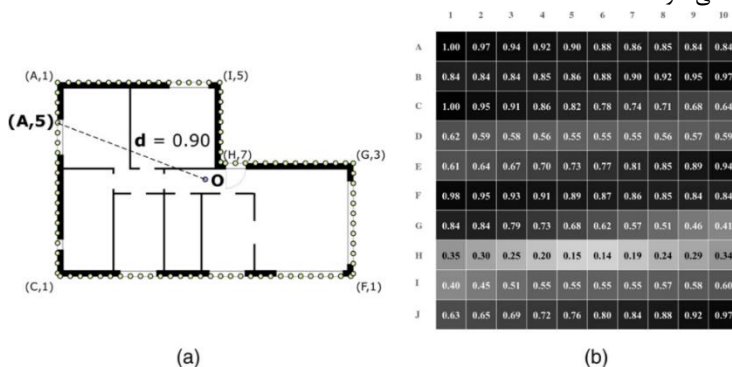 (A,1)
(I,5)
(A,5)
d = 0.90
(H,7)
(G,3)
O
(C,1)
(F,1)
(a)
1 2 3 4 5 6 7 8 9 10
A 1.00 0.97 0.94 0.92 0.90 0.88 0.86 0.85 0.84 0.84
B 0.84 0.84 0.84 0.85 0.86 0.88 0.90 0.92 0.95 0.97
C 1.00 0.95 0.91 0.86 0.82 0.78 0.74 0.71 0.68 0.64
D 0.62 0.59 0.58 0.56 0.55 0.55 0.55 0.56 0.57 0.59
E 0.61 0.64 0.67 0.70 0.73 0.77 0.81 0.85 0.89 0.94
F 0.98 0.95 0.93 0.91 0.89 0.87 0.86 0.85 0.84 0.84
G 0.84 0.84 0.79 0.73 0.68 0.62 0.57 0.51 0.46 0.41
H 0.35 0.30 0.25 0.20 0.15 0.14 0.19 0.24 0.29 0.34
I 0.40 0.45 0.51 0.55 0.55 0.55 0.55 0.57 0.58 0.60
J 0.63 0.65 0.69 0.72 0.76 0.80 0.84 0.88 0.92 0.97
(b)